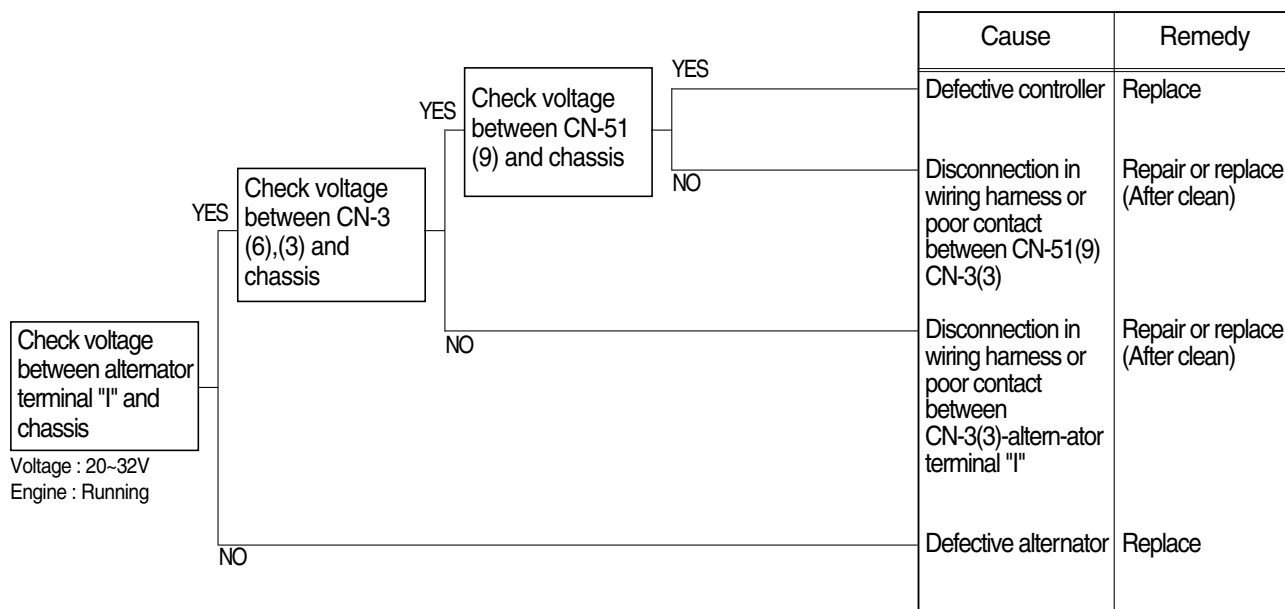 Cause
Remedy
YES
Defective controller
Replace
YES
Check voltage
between CN-51
(9) and chassis
NO
Disconnection in
wiring harness or
poor contact
between CN-51(9)
CN-3(3)
Repair or replace
(After clean)
YES
Check voltage
between CN-3
(6),(3) and
chassis
NO
Disconnection in
wiring harness or
poor contact
between
CN-3(3)-altern-ator
terminal "I"
Repair or replace
(After clean)
Check voltage
between alternator
terminal "I" and
chassis
Voltage : 20~32V
Engine : Running
NO
Defective alternator
Replace